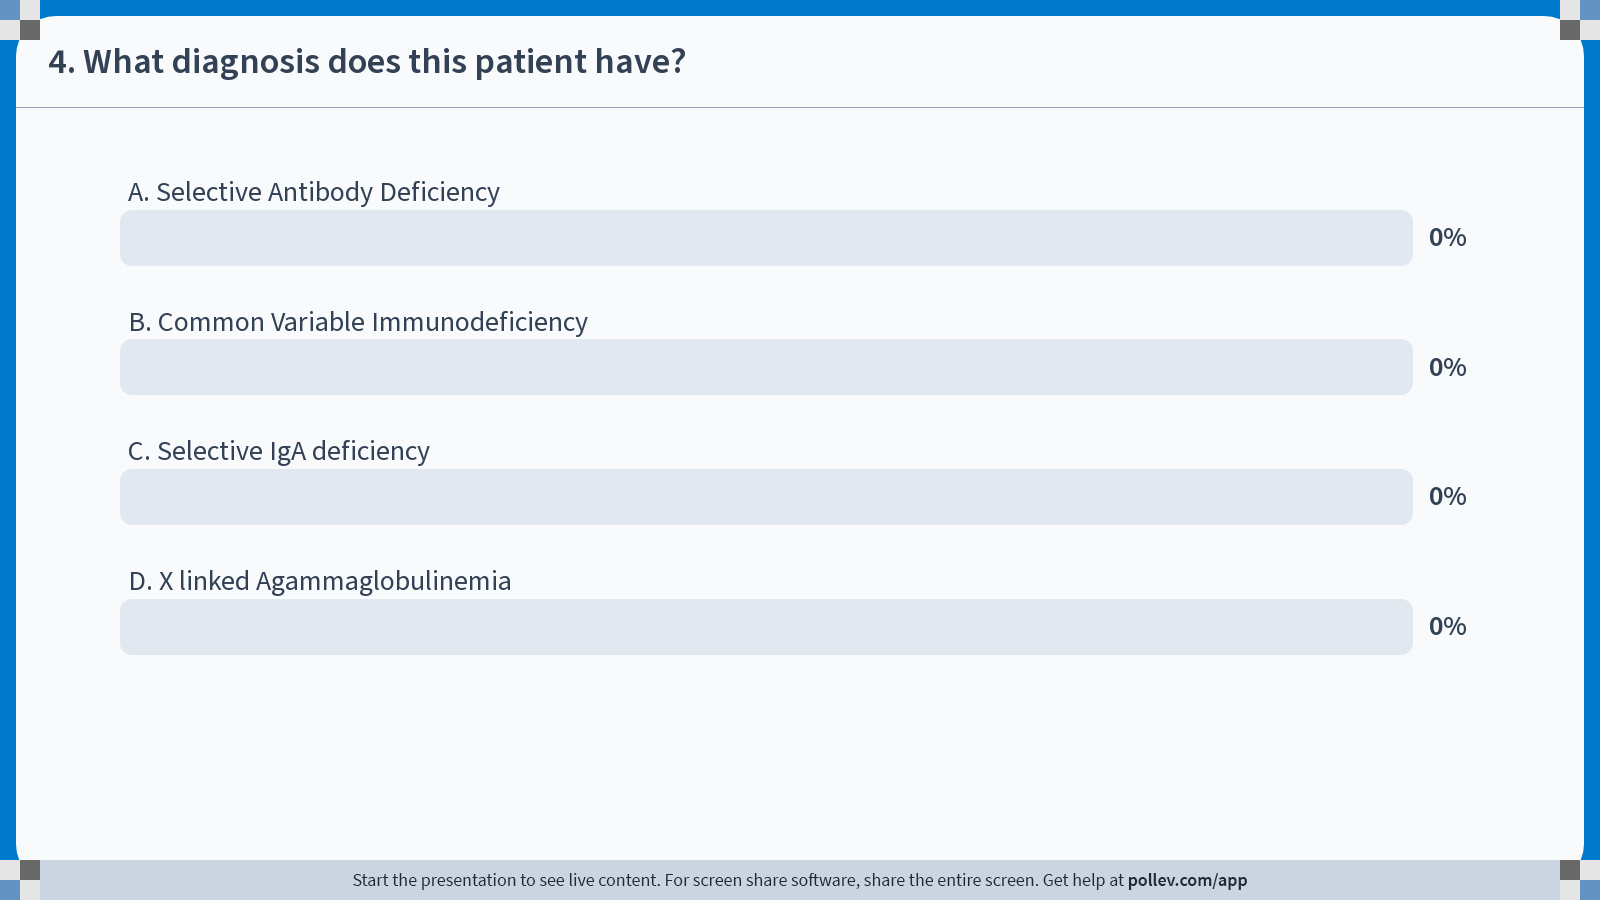 4. What diagnosis does this patient have?
A. Selective Antibody Deficiency
0%
B. Common Variable Immunodeficiency
0%
C. Selective IgA deficiency
0%
D. X linked Agammaglobulinemia
0%
Start the presentation to see live content. For screen share software, share the entire screen. Get help at pollev.com/app